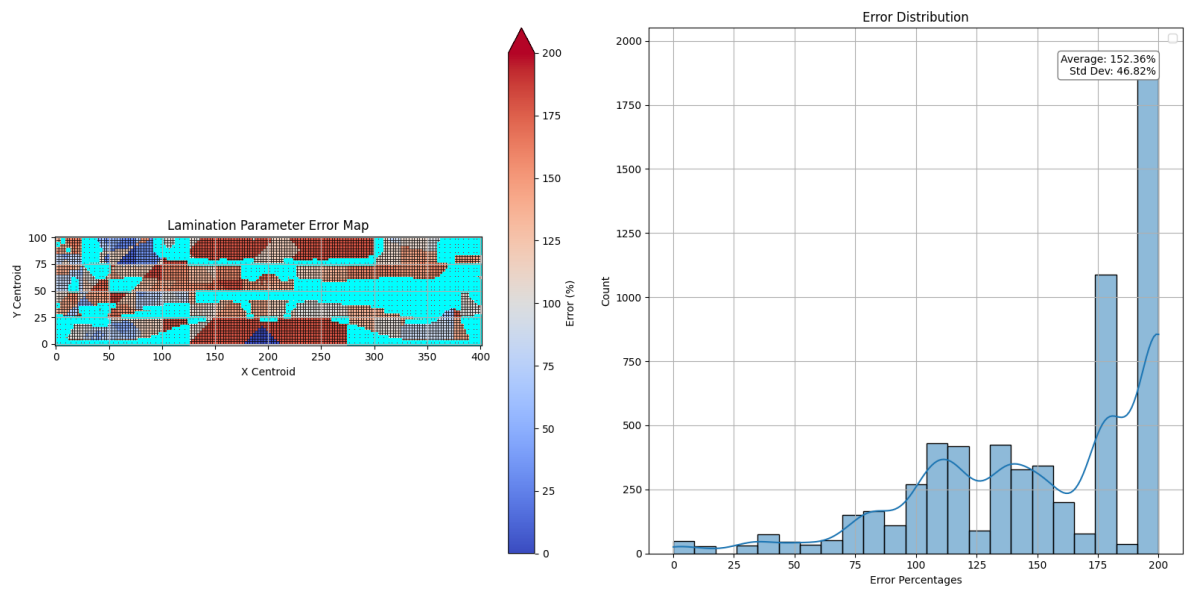 Lamination Parameter Error Map
100
75
50
25
0
Y Centroid
0 50 100 150 200 250 300 350 400
X Centroid
200
175
150
125
100
75
50
25
0
Error (%)
Error Distribution
Average: 152.36%
Std Dev: 46.82%
2000
1750
1500
1250
1000
750
500
250
0
Count
0 25 50 75 100 125 150 175 200
Error Percentages